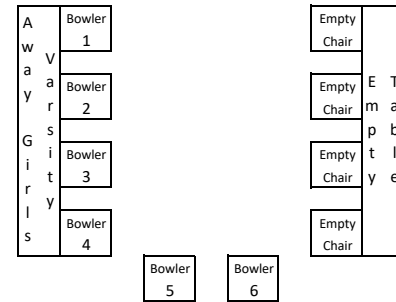 Away Girls
Varsity
Bowler
1
Bowler
2
Bowler
3
Bowler
4
Empty
Chair
Empty
Chair
Empty
Chair
Empty
Chair
Empty
Table
Bowler
5
Bowler
6